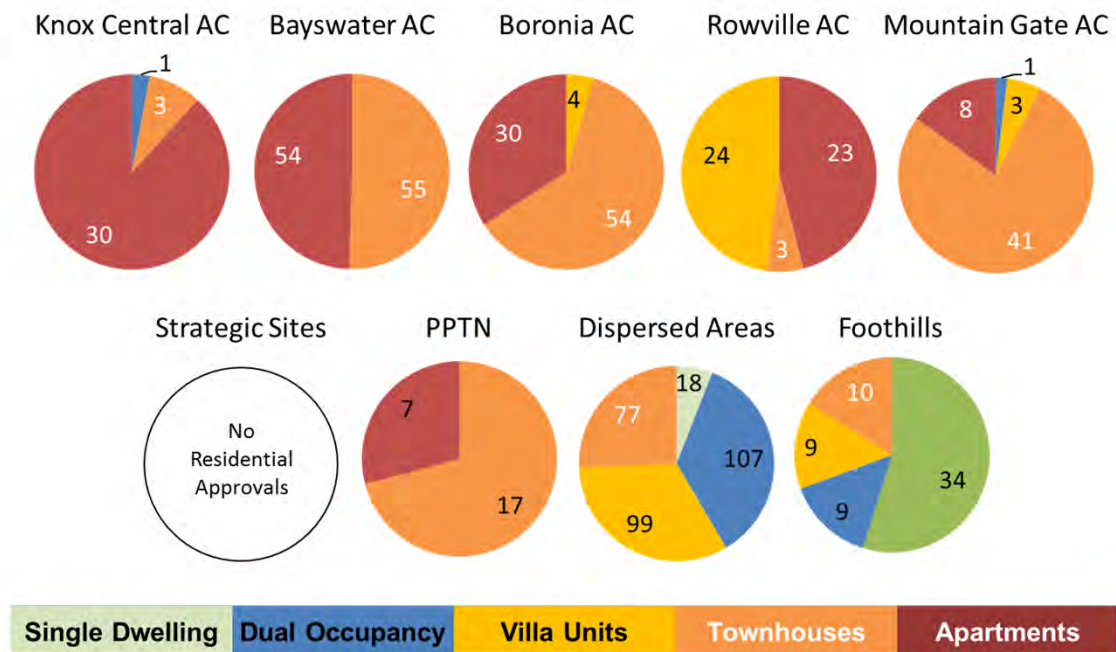 Knox Central AC
Bayswater AC
Boronia AC
Rowville AC
Mountain Gate AC
1
3
30
54
55
4
30
54
24
23
3
1
3
8
41
Strategic Sites
PPTN
Dispersed Areas
Foothills
No
Residential
Approvals
7
17
18
77
107
99
10
9
34
9
Single Dwelling
Dual Occupancy
Villa Units
Townhouses
Apartments